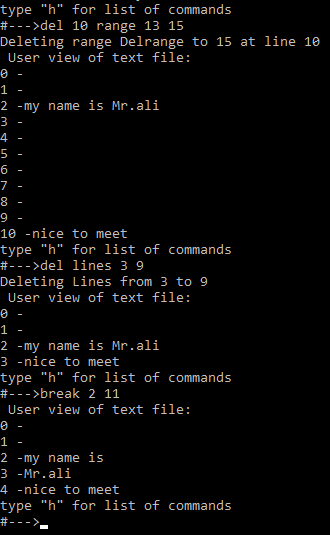 type "h" for list of commands
#--->del 10 range 13 15
Deleting range Delrange to 15 at line 10
 User view of text file:
0 -
1 -
2 -my name is Mr.ali
3 -
4 -
5 -
6 -
7 -
8 -
9 -
10 -nice to meet
type "h" for list of commands
#--->del lines 3 9
Deleting Lines from 3 to 9
 User view of text file:
0 -
1 -
2 -my name is Mr.ali
3 -nice to meet
type "h" for list of commands
#--->break 2 11
 User view of text file:
0 -
1 -
2 -my name is
3 -Mr.ali
4 -nice to meet
type "h" for list of commands
#--->